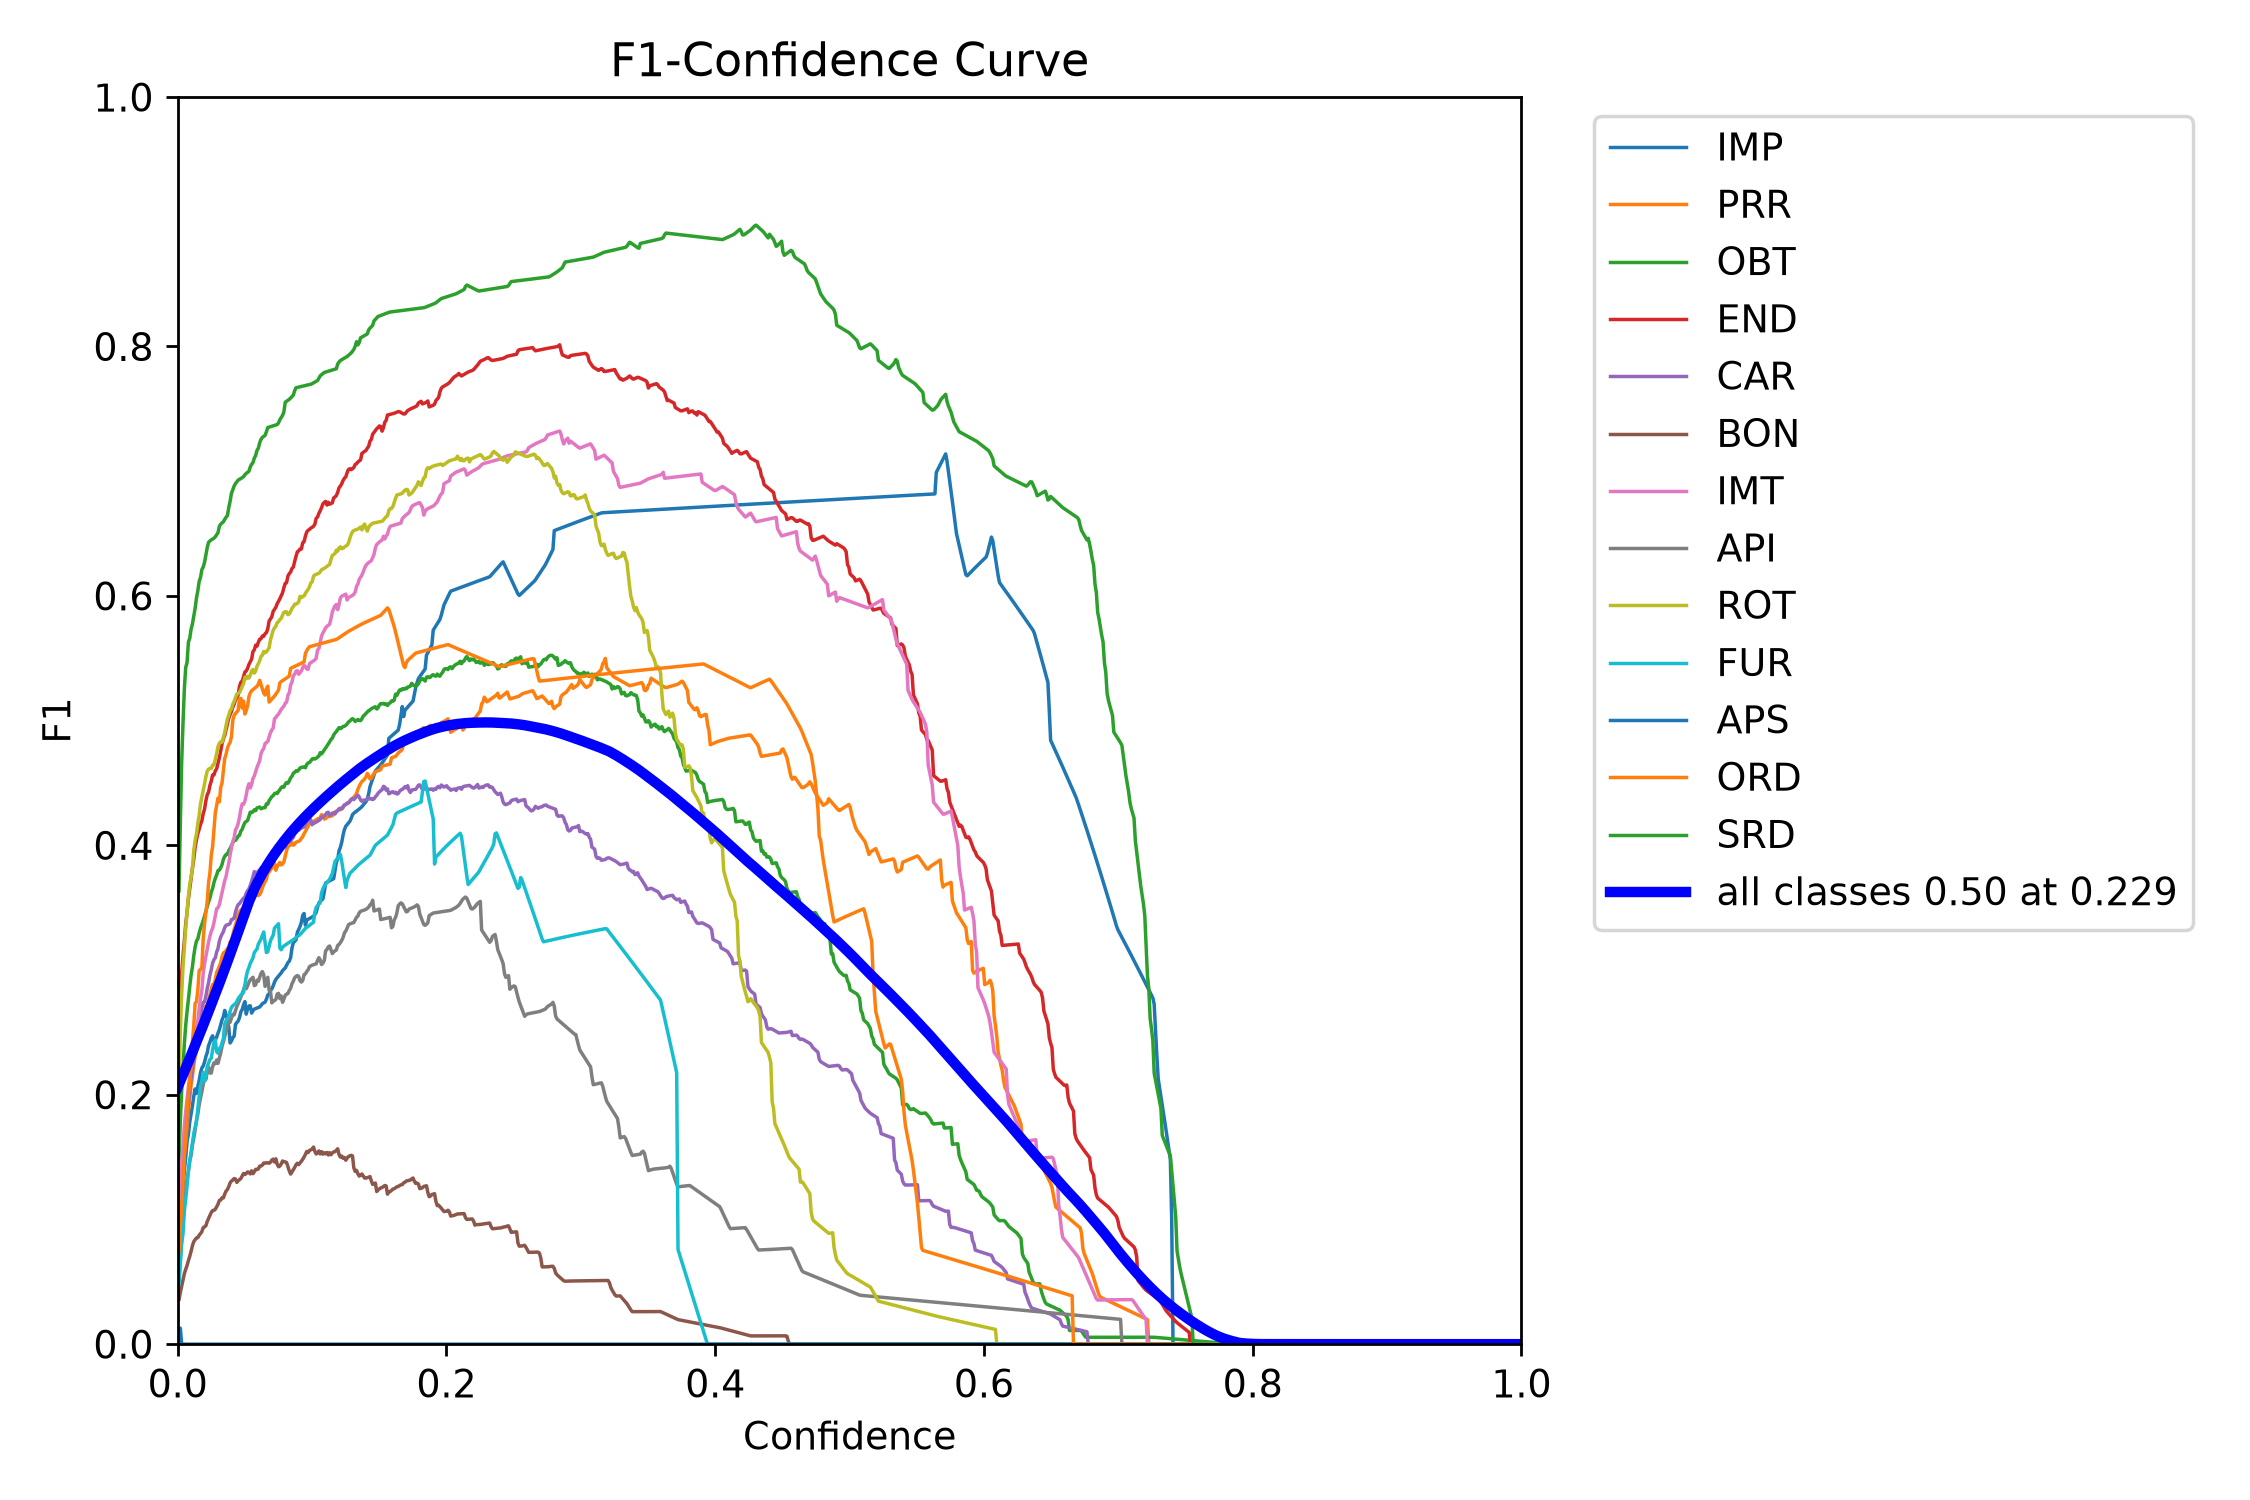 F1-Confidence Curve
1.0
0.8
0.6
0.4
0.2
0.0
F1
0.0 0.2 0.4 0.6 0.8 1.0
Confidence
IMP
PRR
OBT
END
CAR
BON
IMT
API
ROT
FUR
APS
ORD
SRD
all classes 0.50 at 0.229